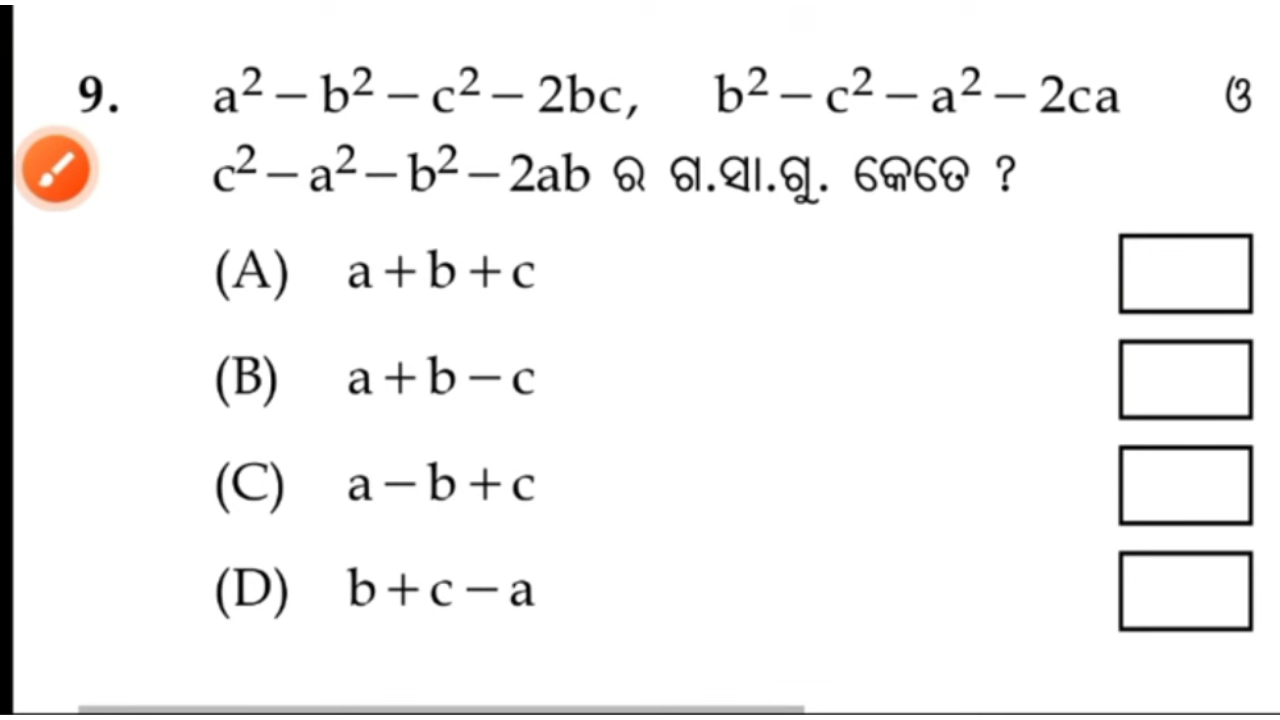 9. a² – b² – c² – 2bc, b² – c² – a² – 2ca ଓ
c² – a² – b² – 2ab ର ଗ.ସା.ଗୁ. କେତେ ?
(A) a + b + c
(B) a + b – c
(C) a – b + c
(D) b + c – a